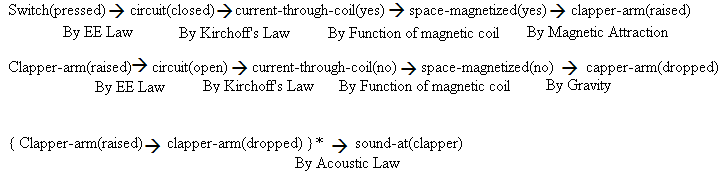 Switch(pressed) → circuit(closed) → current-through-coil(yes) → space-magnetized(yes) → clapper-arm(raised)
By EE Law By Kirchoff's Law By Function of magnetic coil By Magnetic Attraction
Clapper-arm(raised) → circuit(open) → current-through-coil(no) → space-magnetized(no) → capper-arm(dropped)
By EE Law By Kirchoff's Law By Function of magnetic coil By Gravity
{ Clapper-arm(raised) → clapper-arm(dropped) }* → sound-at(clapper)
By Acoustic Law